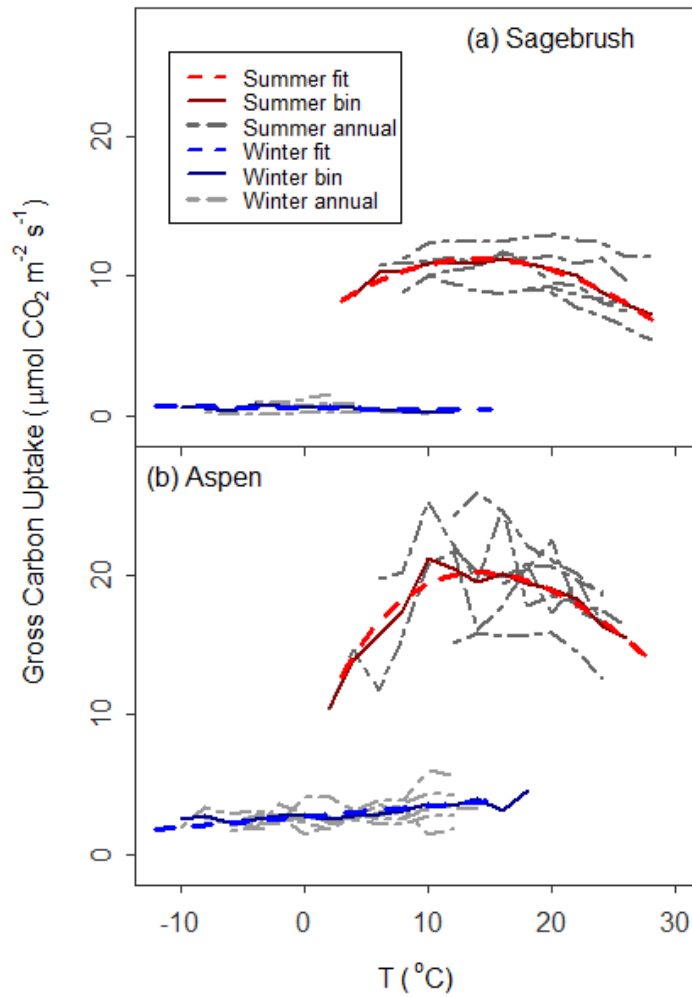 (a) Sagebrush
Summer fit
Summer bin
Summer annual
Winter fit
Winter bin
Winter annual
20
10
0
(b) Aspen
20
10
0
Gross Carbon Uptake ( μmol CO₂ m⁻² s⁻¹)
-10 0 10 20 30
T ( °C)